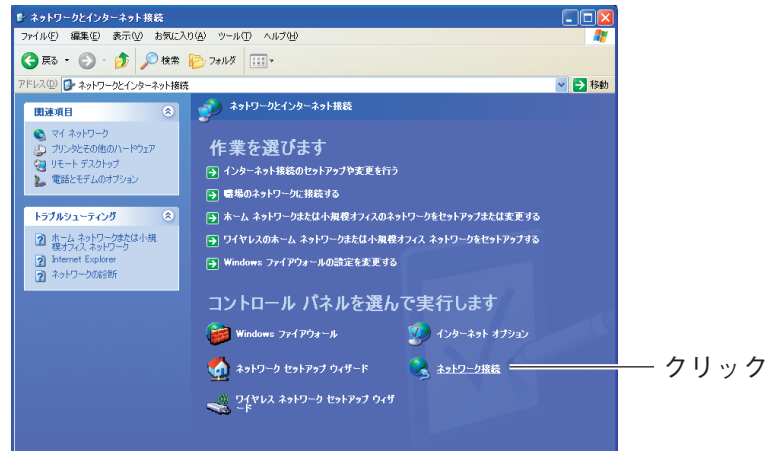 ネットワークとインターネット接続
ファイル(F) 編集(E) 表示(V) お気に入り(A) ツール(T) ヘルプ(H)
戻る 検索 フォルダ
アドレス(D) ネットワークとインターネット接続 移動
関連項目
マイ ネットワーク
プリンタとその他のハードウェア
リモート デスクトップ
電話とモデムのオプション
トラブルシューティング
ホーム ネットワークまたは小規
模オフィス ネットワーク
Internet Explorer
ネットワークの診断
ネットワークとインターネット接続
作業を選びます
インターネット接続のセットアップや変更を行う
職場のネットワークに接続する
ホーム ネットワークまたは小規模オフィスのネットワークをセットアップまたは変更する
ワイヤレスのホーム ネットワークまたは小規模オフィス ネットワークをセットアップする
Windows ファイアウォールの設定を変更する
コントロール パネルを選んで実行します
Windows ファイアウォール インターネット オプション
ネットワーク セットアップ ウィザード ネットワーク接続
ワイヤレス ネットワーク セットアップ ウィザ
ード
クリック